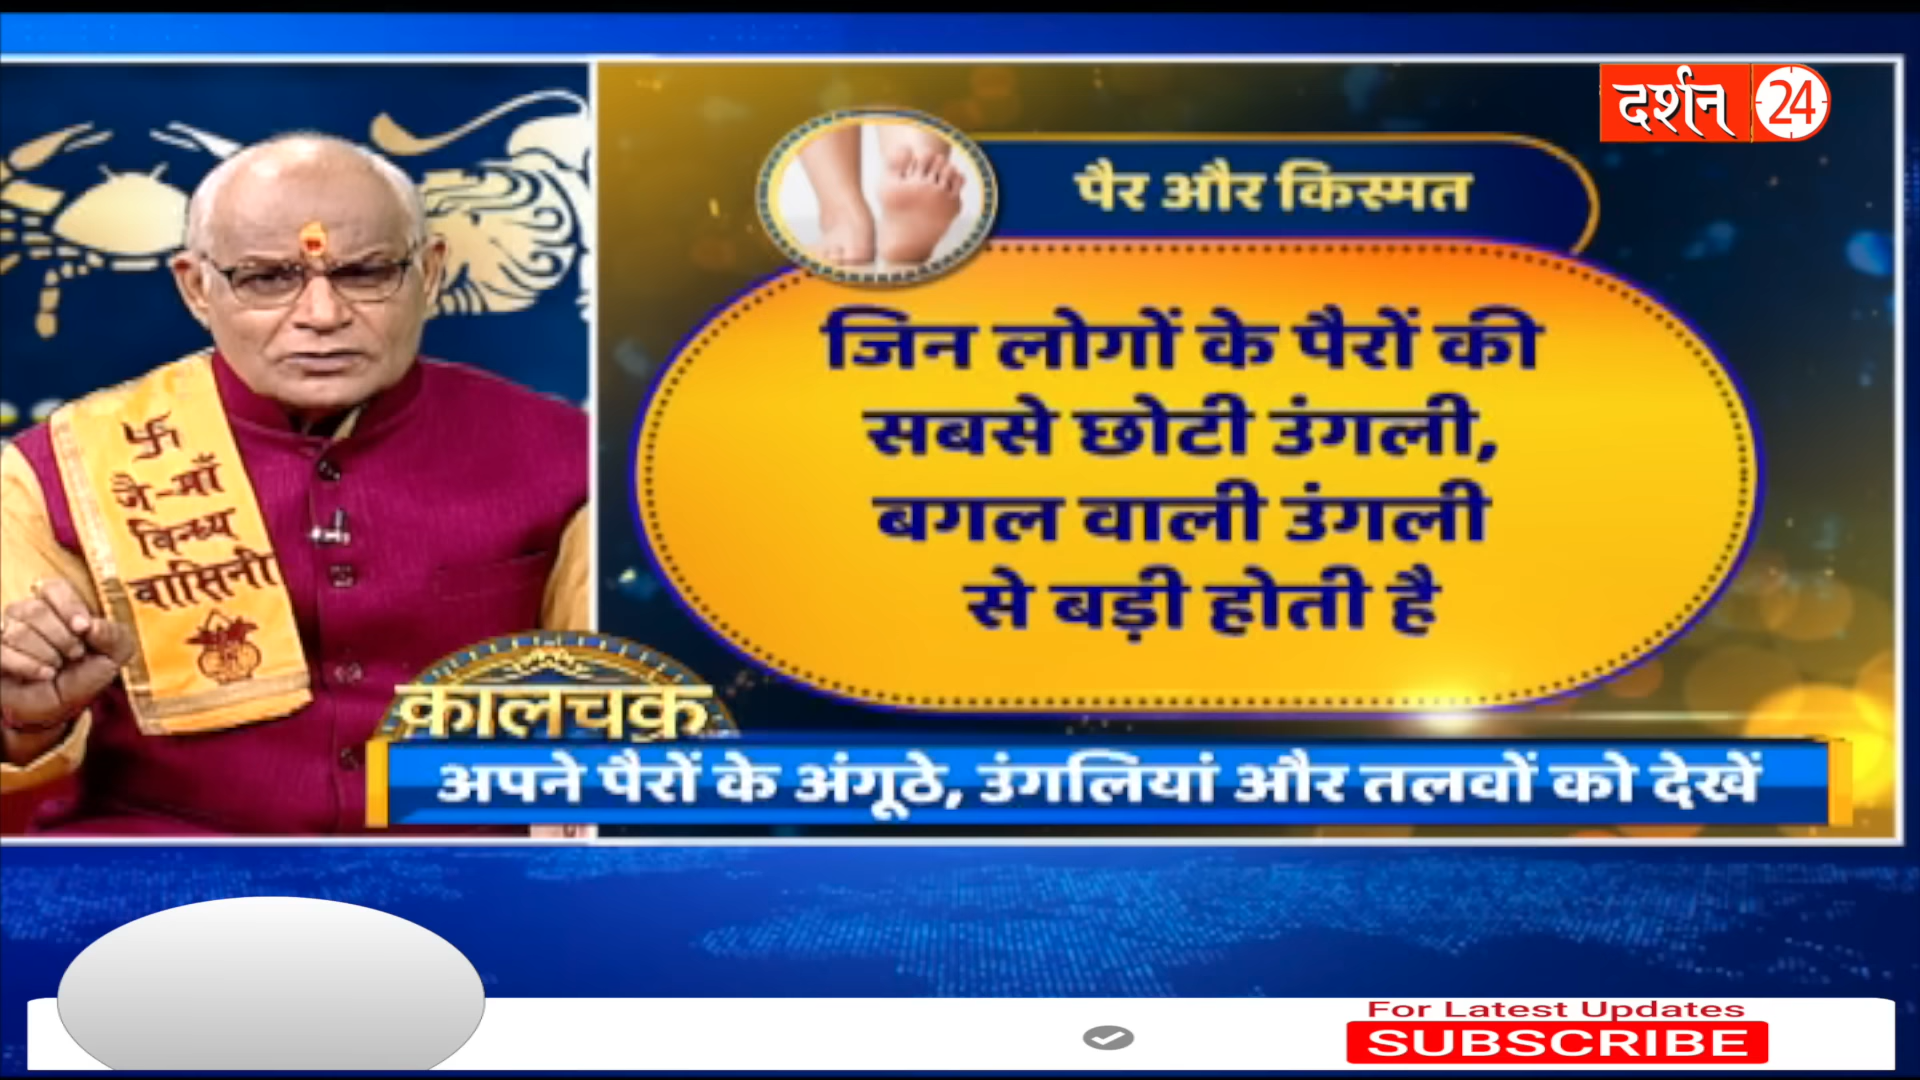 दर्शन 24
पैर और किस्मत
जिन लोगों के पैरों की
सबसे छोटी उंगली,
बगल वाली उंगली
से बड़ी होती है
जै-माँ
विन्ध्य
वासिनी
कालचक्र
अपने पैरों के अंगूठे, उंगलियां और तलवों को देखें
For Latest Updates
SUBSCRIBE